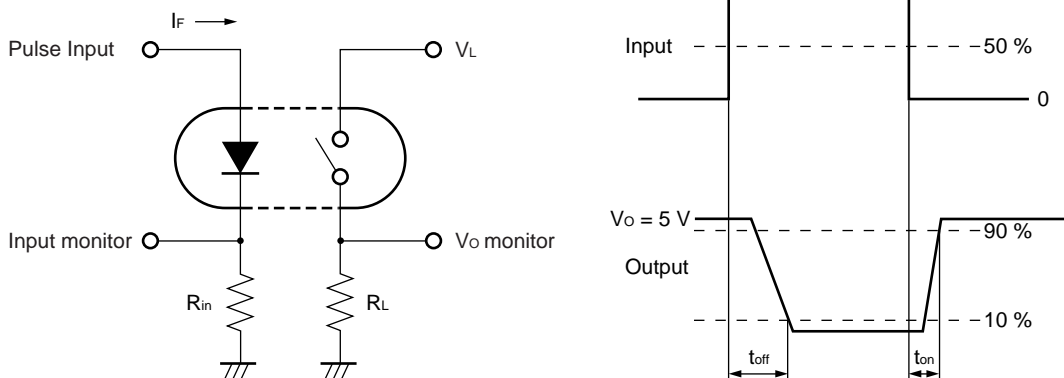 IF
Pulse Input
VL
Input monitor
VO monitor
Rin
RL
Input
50 %
0
VO = 5 V
90 %
Output
10 %
toff
ton